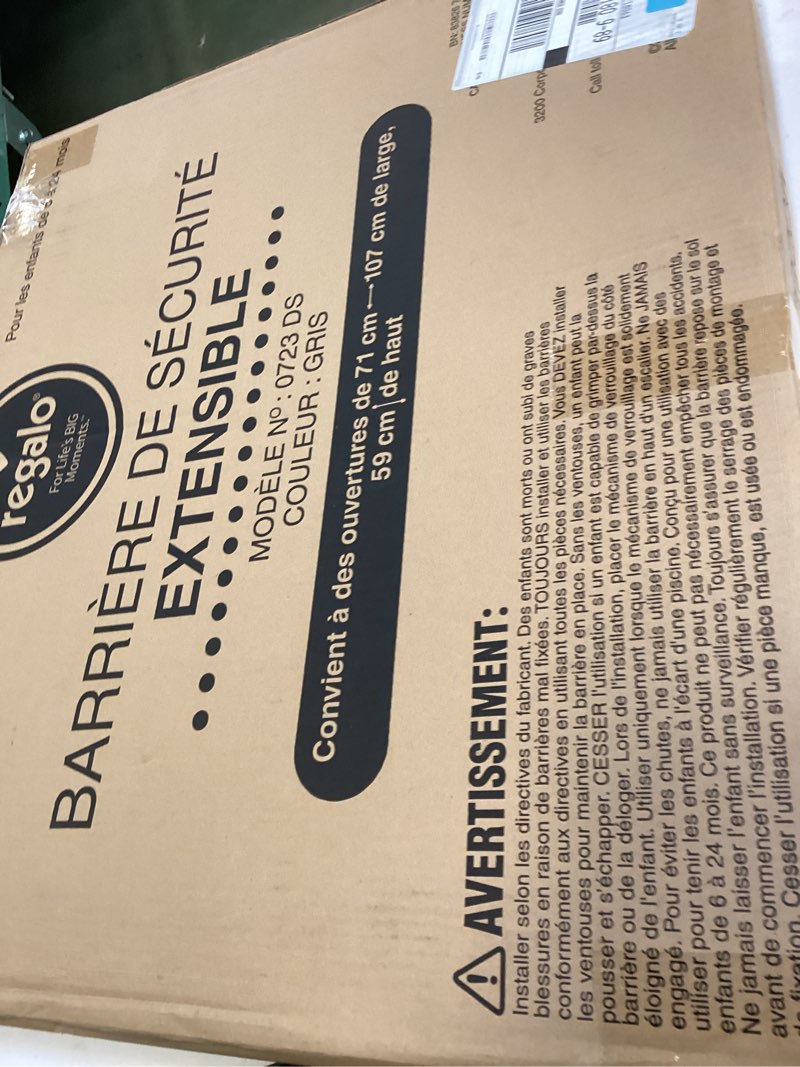 Pour les enfants de 6 à 24 mois
regalo®
For Life's BIG
Moments.™
BARRIÈRE DE SÉCURITÉ
EXTENSIBLE
MODÈLE Nº : 0723 DS
COULEUR : GRIS
Convient à des ouvertures de 71 cm — 107 cm de large,
59 cm de haut
3200 Corp
Call toll
⚠ AVERTISSEMENT:
Installer selon les directives du fabricant. Des enfants sont morts ou ont subi de graves
blessures en raison de barrières mal fixées. TOUJOURS installer et utiliser les barrières
conformément aux directives en utilisant toutes les pièces nécessaires. Vous DEVEZ installer
les ventouses pour maintenir la barrière en place. Sans les ventouses, un enfant peut la
pousser et s'échapper. CESSER l'utilisation si un enfant est capable de grimper par-dessus la
barrière ou de la déloger. Lors de l'installation, placer le mécanisme de verrouillage du côté
éloigné de l'enfant. Utiliser uniquement lorsque le mécanisme de verrouillage est solidement
engagé. Pour éviter les chutes, ne jamais utiliser la barrière en haut d'un escalier. Ne JAMAIS
utiliser pour tenir les enfants à l'écart d'une piscine. Conçu pour une utilisation avec des
enfants de 6 à 24 mois. Ce produit ne peut pas nécessairement empêcher tous les accidents.
Ne jamais laisser l'enfant sans surveillance. Toujours s'assurer que la barrière repose sur le sol
avant de commencer l'installation. Vérifier régulièrement le serrage des pièces de montage et
de fixation. Cesser l'utilisation si une pièce manque, est usée ou est endommagée.